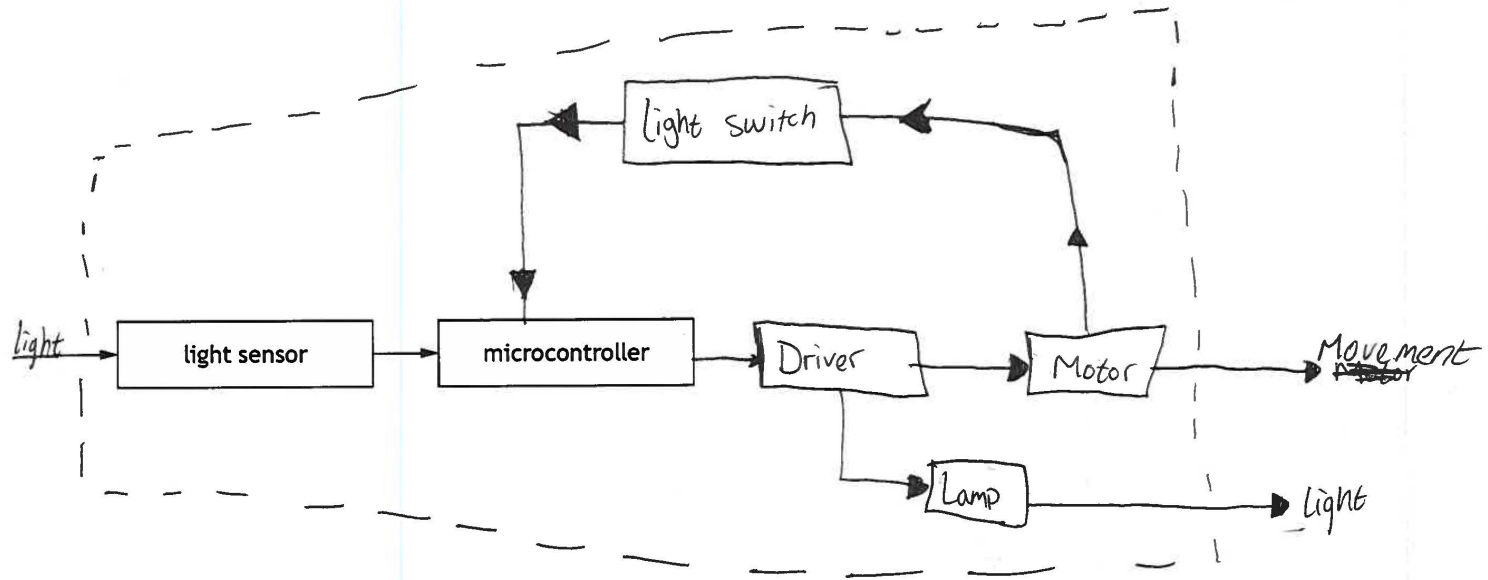 light switch
light
light sensor
microcontroller
Driver
Motor
Movement
Lamp
light